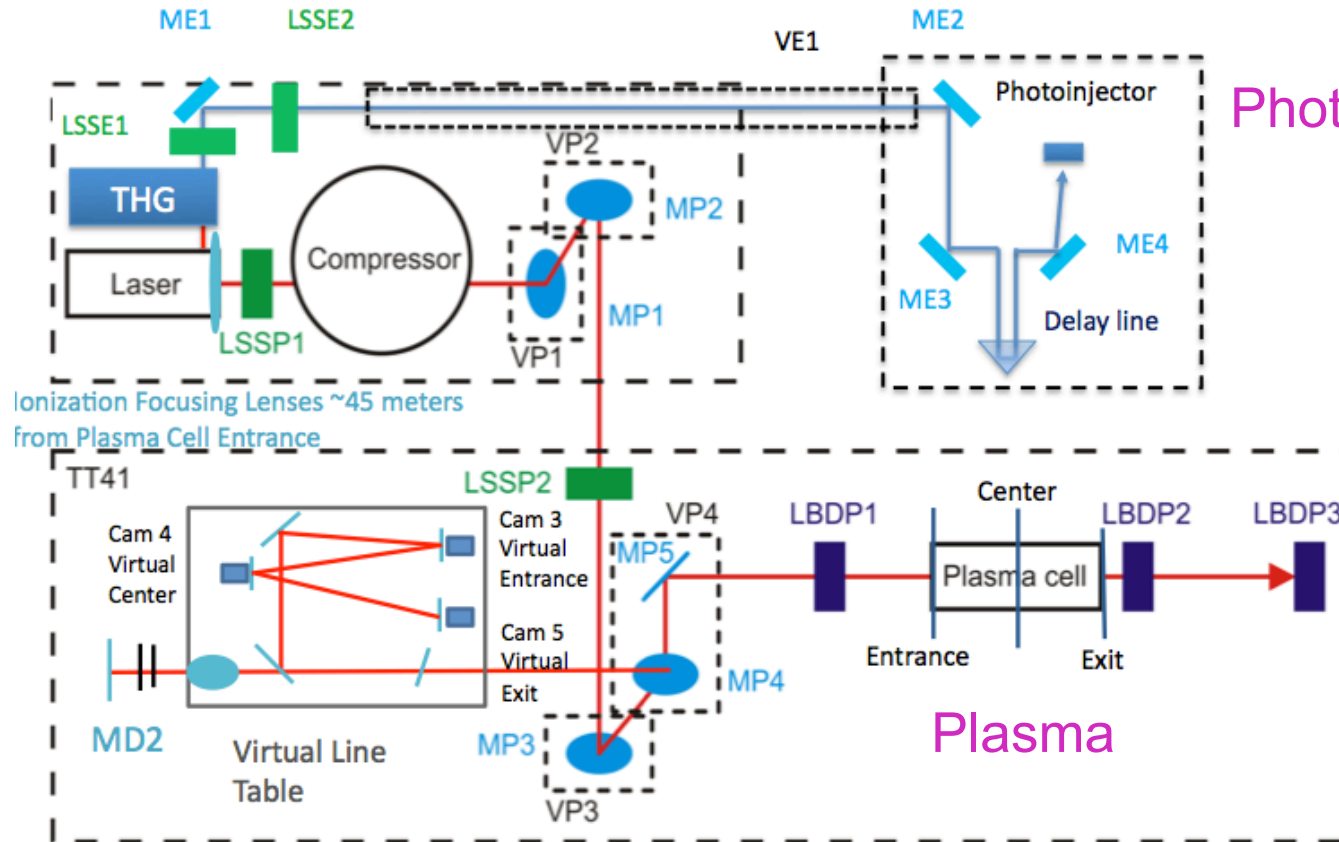 ME1
LSSE2
ME2
VE1
Photoinjector
Phot
LSSE1
VP2
THG
MP2
Compressor
ME4
Laser
ME3
MP1
Delay line
LSSP1
VP1
Ionization Focusing Lenses ~45 meters
from Plasma Cell Entrance
TT41
LSSP2
Center
Cam 4
Virtual
Center
Cam 3
Virtual
Entrance
VP4
LBDP1
LBDP2
LBDP3
MP5
Plasma cell
Cam 5
Virtual
Exit
Entrance
Exit
MP4
MD2
Virtual Line
Table
MP3
Plasma
VP3